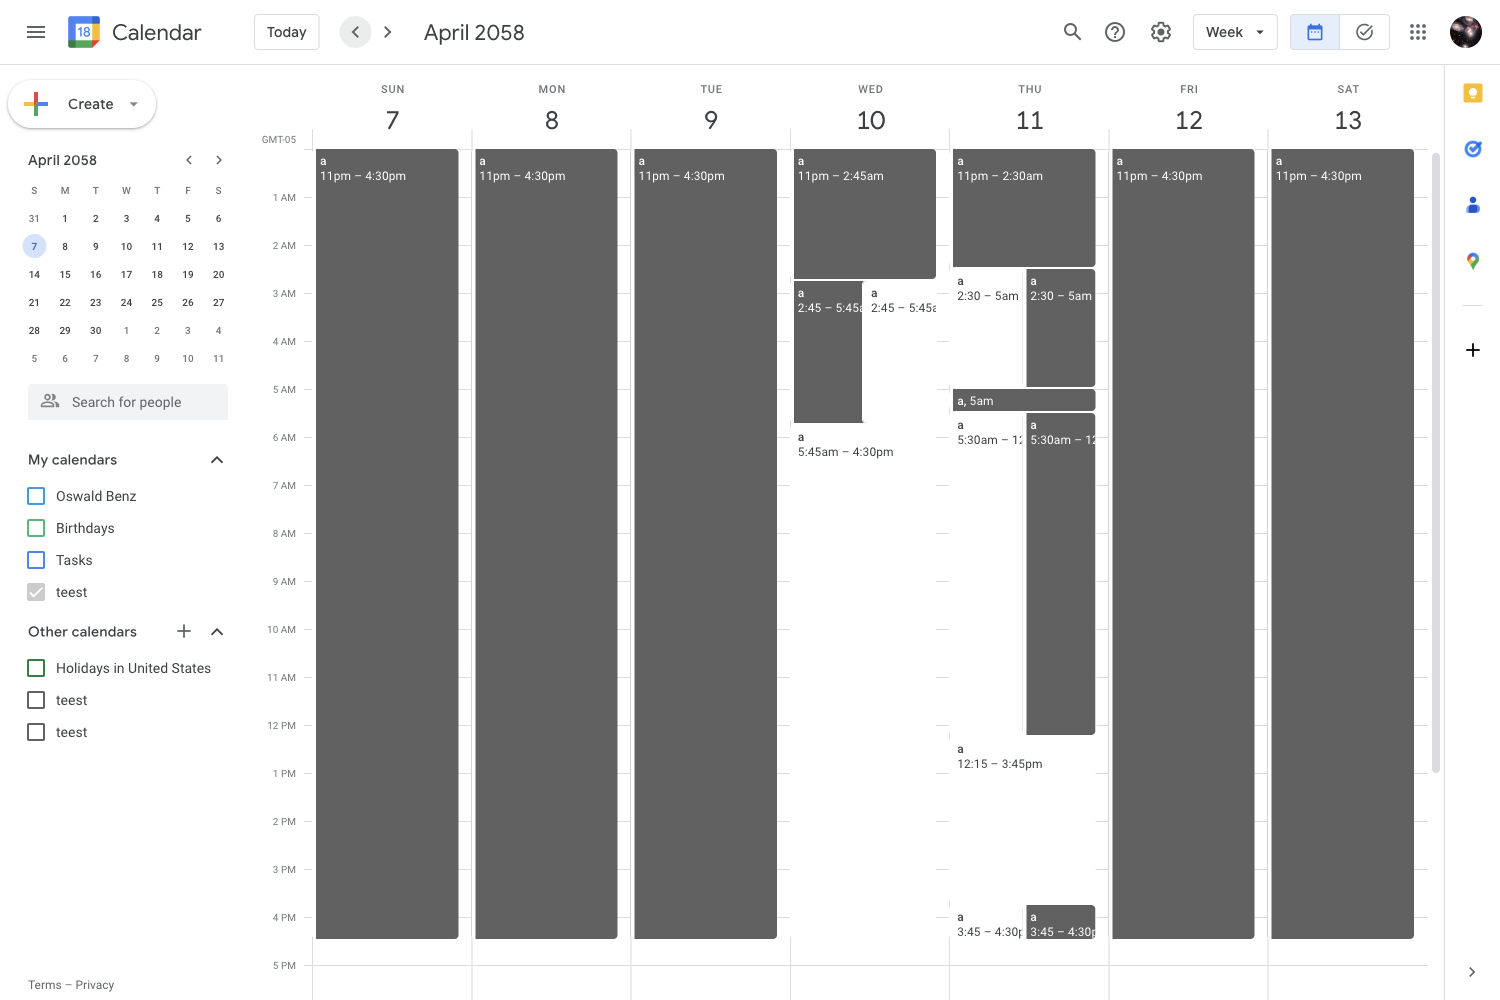 18 Calendar Today April 2058 Week
Create
SUN MON TUE WED THU FRI SAT
7 8 9 10 11 12 13
GMT-05
April 2058
S M T W T F S
31 1 2 3 4 5 6
7 8 9 10 11 12 13
14 15 16 17 18 19 20
21 22 23 24 25 26 27
28 29 30 1 2 3 4
5 6 7 8 9 10 11
Search for people
My calendars
Oswald Benz
Birthdays
Tasks
teest
Other calendars
Holidays in United States
teest
teest
Terms – Privacy
1 AM
2 AM
3 AM
4 AM
5 AM
6 AM
7 AM
8 AM
9 AM
10 AM
11 AM
12 PM
1 PM
2 PM
3 PM
4 PM
5 PM
a
11pm – 4:30pm
a
11pm – 4:30pm
a
11pm – 4:30pm
a
11pm – 2:45am
a
2:45 – 5:45a
a
2:45 – 5:45a
a
5:45am – 4:30pm
a
11pm – 2:30am
a
2:30 – 5am
a
2:30 – 5am
a, 5am
a
5:30am – 12
a
5:30am – 12
a
12:15 – 3:45pm
a
3:45 – 4:30p
a
3:45 – 4:30p
a
11pm – 4:30pm
a
11pm – 4:30pm